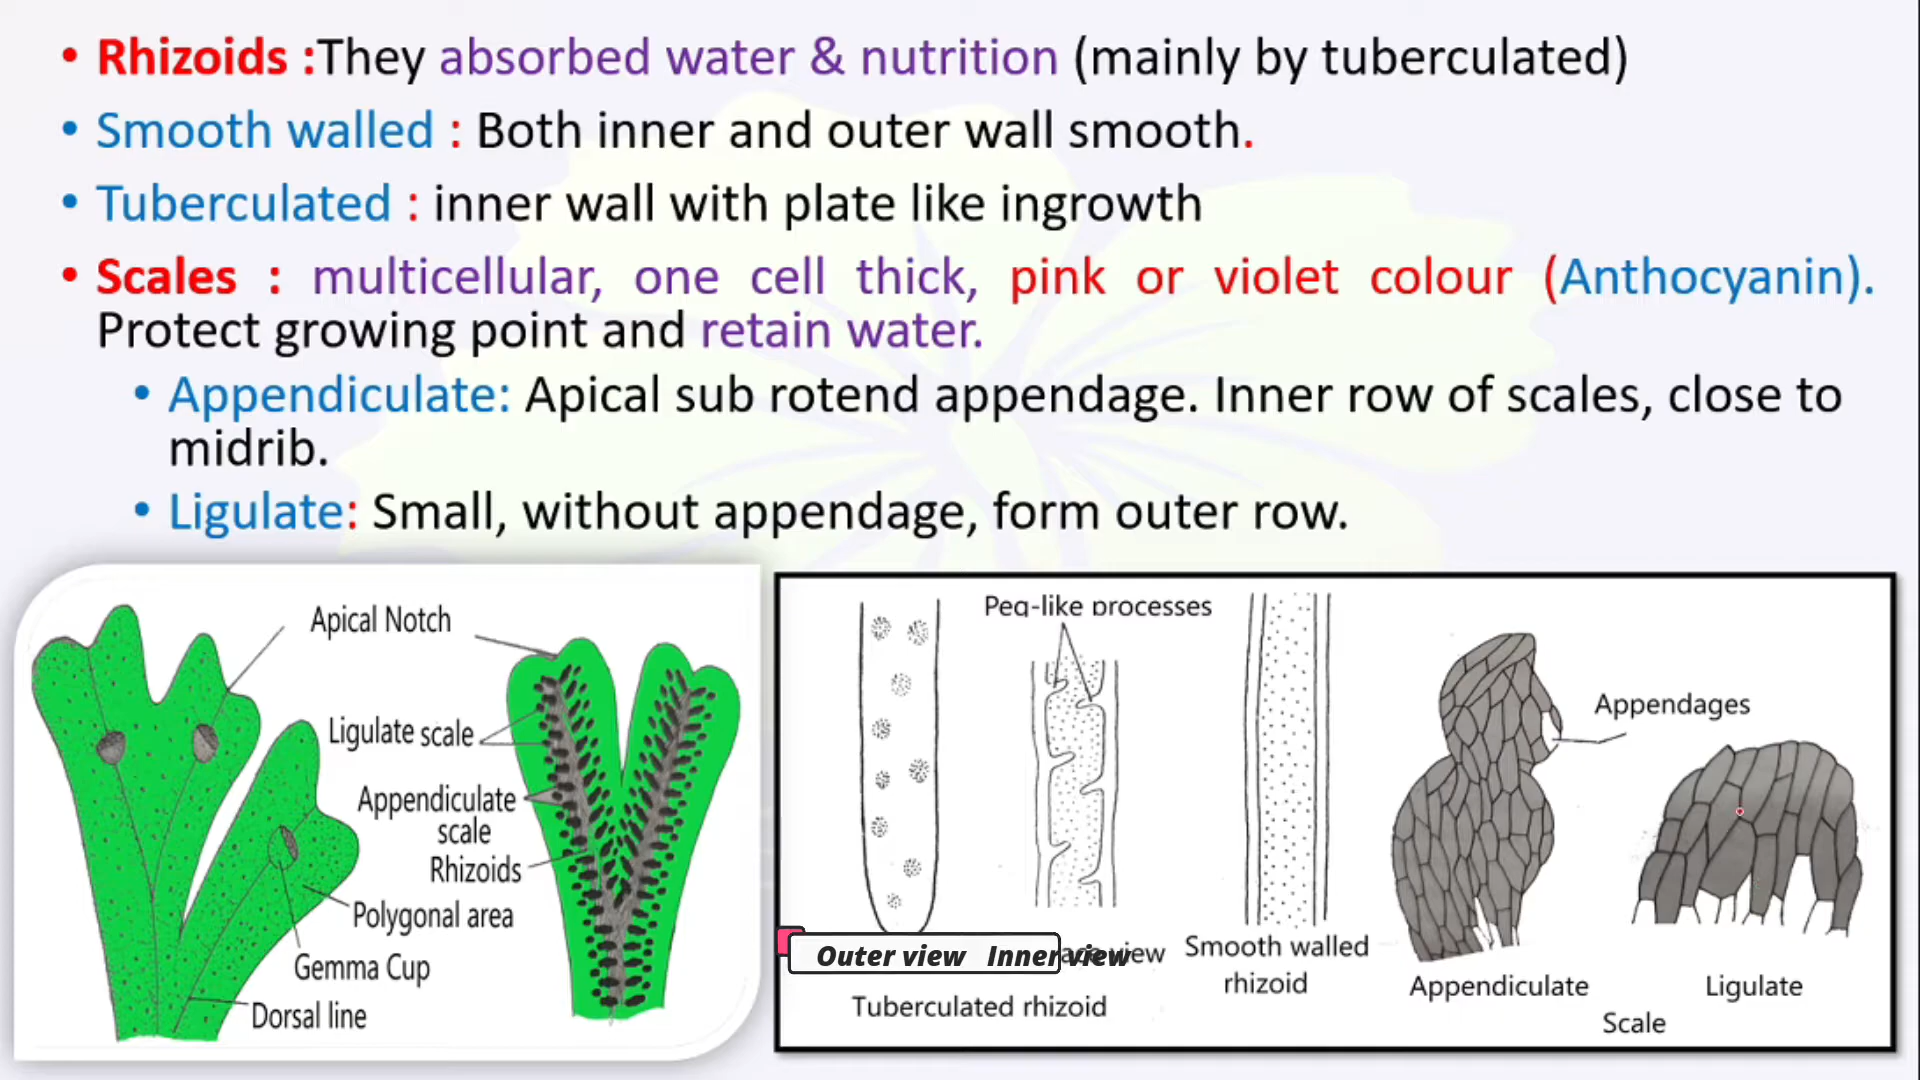 • Rhizoids :They absorbed water & nutrition (mainly by tuberculated)
• Smooth walled : Both inner and outer wall smooth.
• Tuberculated : inner wall with plate like ingrowth
• Scales : multicellular, one cell thick, pink or violet colour (Anthocyanin).
Protect growing point and retain water.
• Appendiculate: Apical sub rotend appendage. Inner row of scales, close to
midrib.
• Ligulate: Small, without appendage, form outer row.
Apical Notch
Ligulate scale
Appendiculate
scale
Rhizoids
Polygonal area
Gemma Cup
Dorsal line
Peg-like processes
Appendages
Outer view Inner view
view
Tuberculated rhizoid
Smooth walled
rhizoid
Appendiculate
Ligulate
Scale